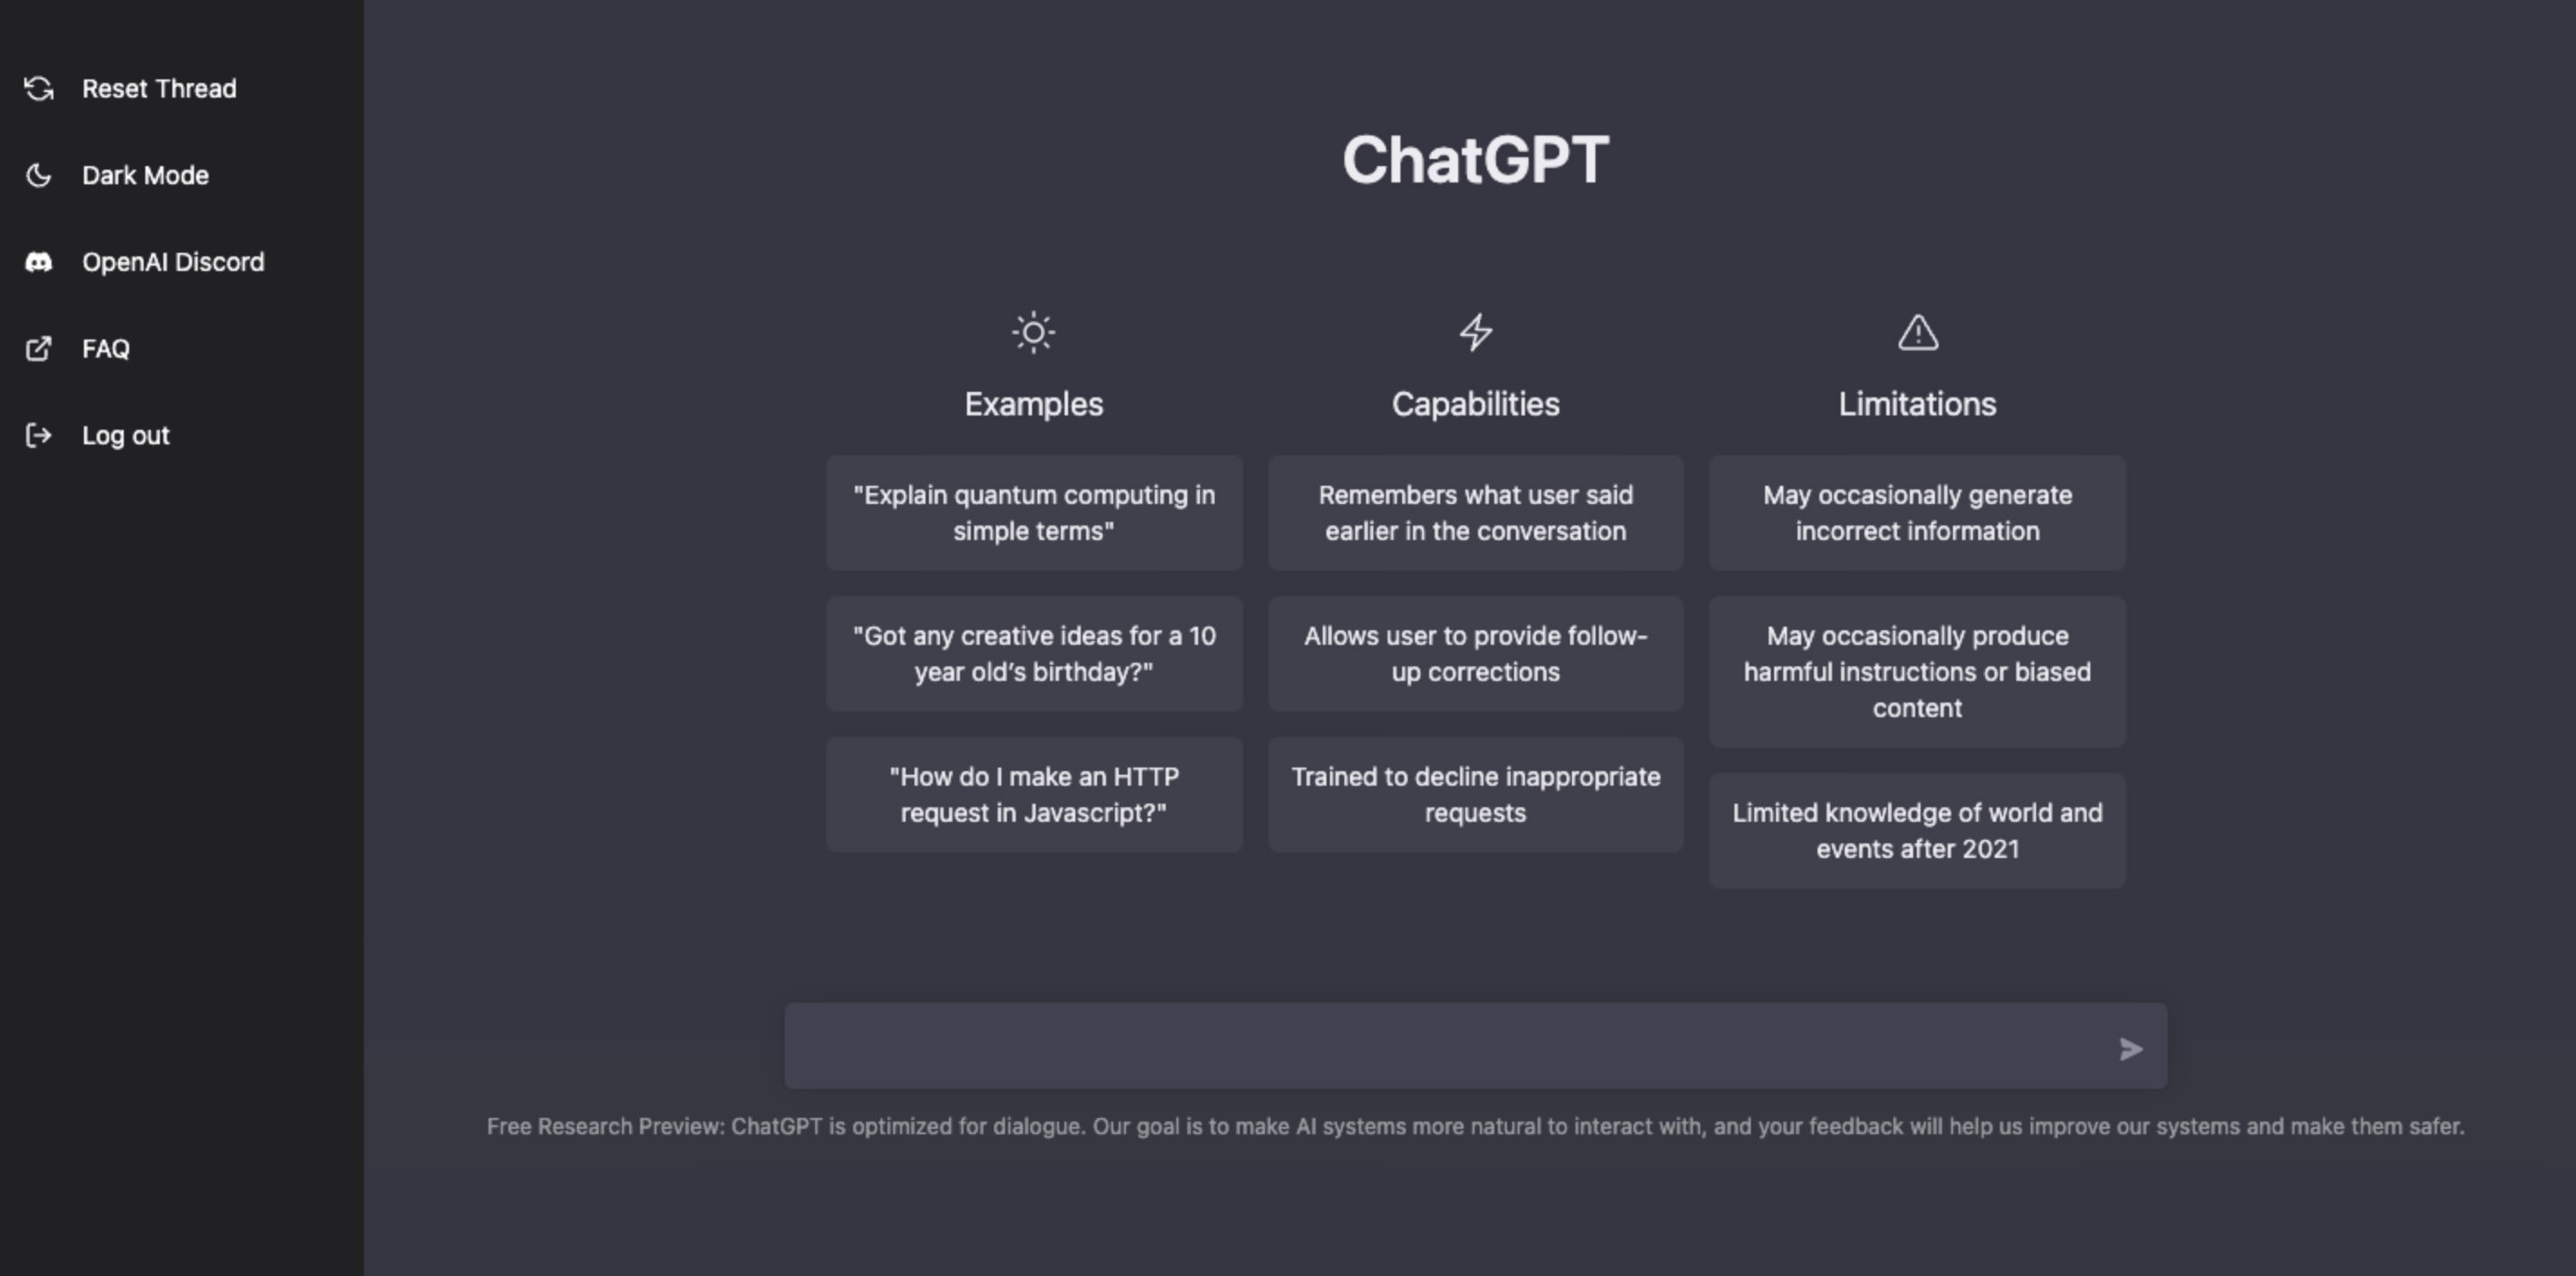 Reset Thread
Dark Mode
OpenAI Discord
FAQ
Log out
ChatGPT
Examples
"Explain quantum computing in
simple terms"
"Got any creative ideas for a 10
year old’s birthday?"
"How do I make an HTTP
request in Javascript?"
Capabilities
Remembers what user said
earlier in the conversation
Allows user to provide follow-
up corrections
Trained to decline inappropriate
requests
Limitations
May occasionally generate
incorrect information
May occasionally produce
harmful instructions or biased
content
Limited knowledge of world and
events after 2021
Free Research Preview: ChatGPT is optimized for dialogue. Our goal is to make AI systems more natural to interact with, and your feedback will help us improve our systems and make them safer.